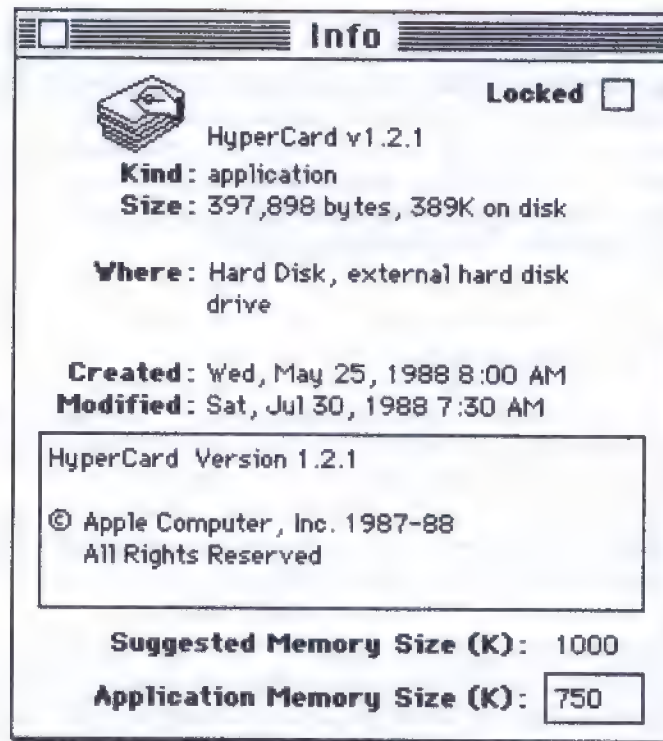 Info
Locked
HyperCard v1.2.1
Kind: application
Size: 397,898 bytes, 389K on disk
Where: Hard Disk, external hard disk
drive
Created: Wed, May 25, 1988 8:00 AM
Modified: Sat, Jul 30, 1988 7:30 AM
HyperCard Version 1.2.1
© Apple Computer, Inc. 1987-88
All Rights Reserved
Suggested Memory Size (K): 1000
Application Memory Size (K): 750